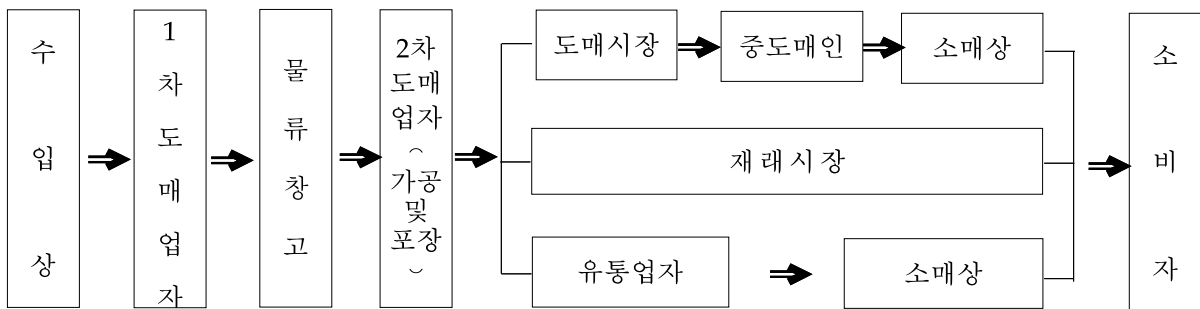 수입상
1차도매업자
물류창고
2차
도매
업자
(
가공
및
포장
)
도매시장
중도매인
소매상
재래시장
유통업자
소매상
소비자